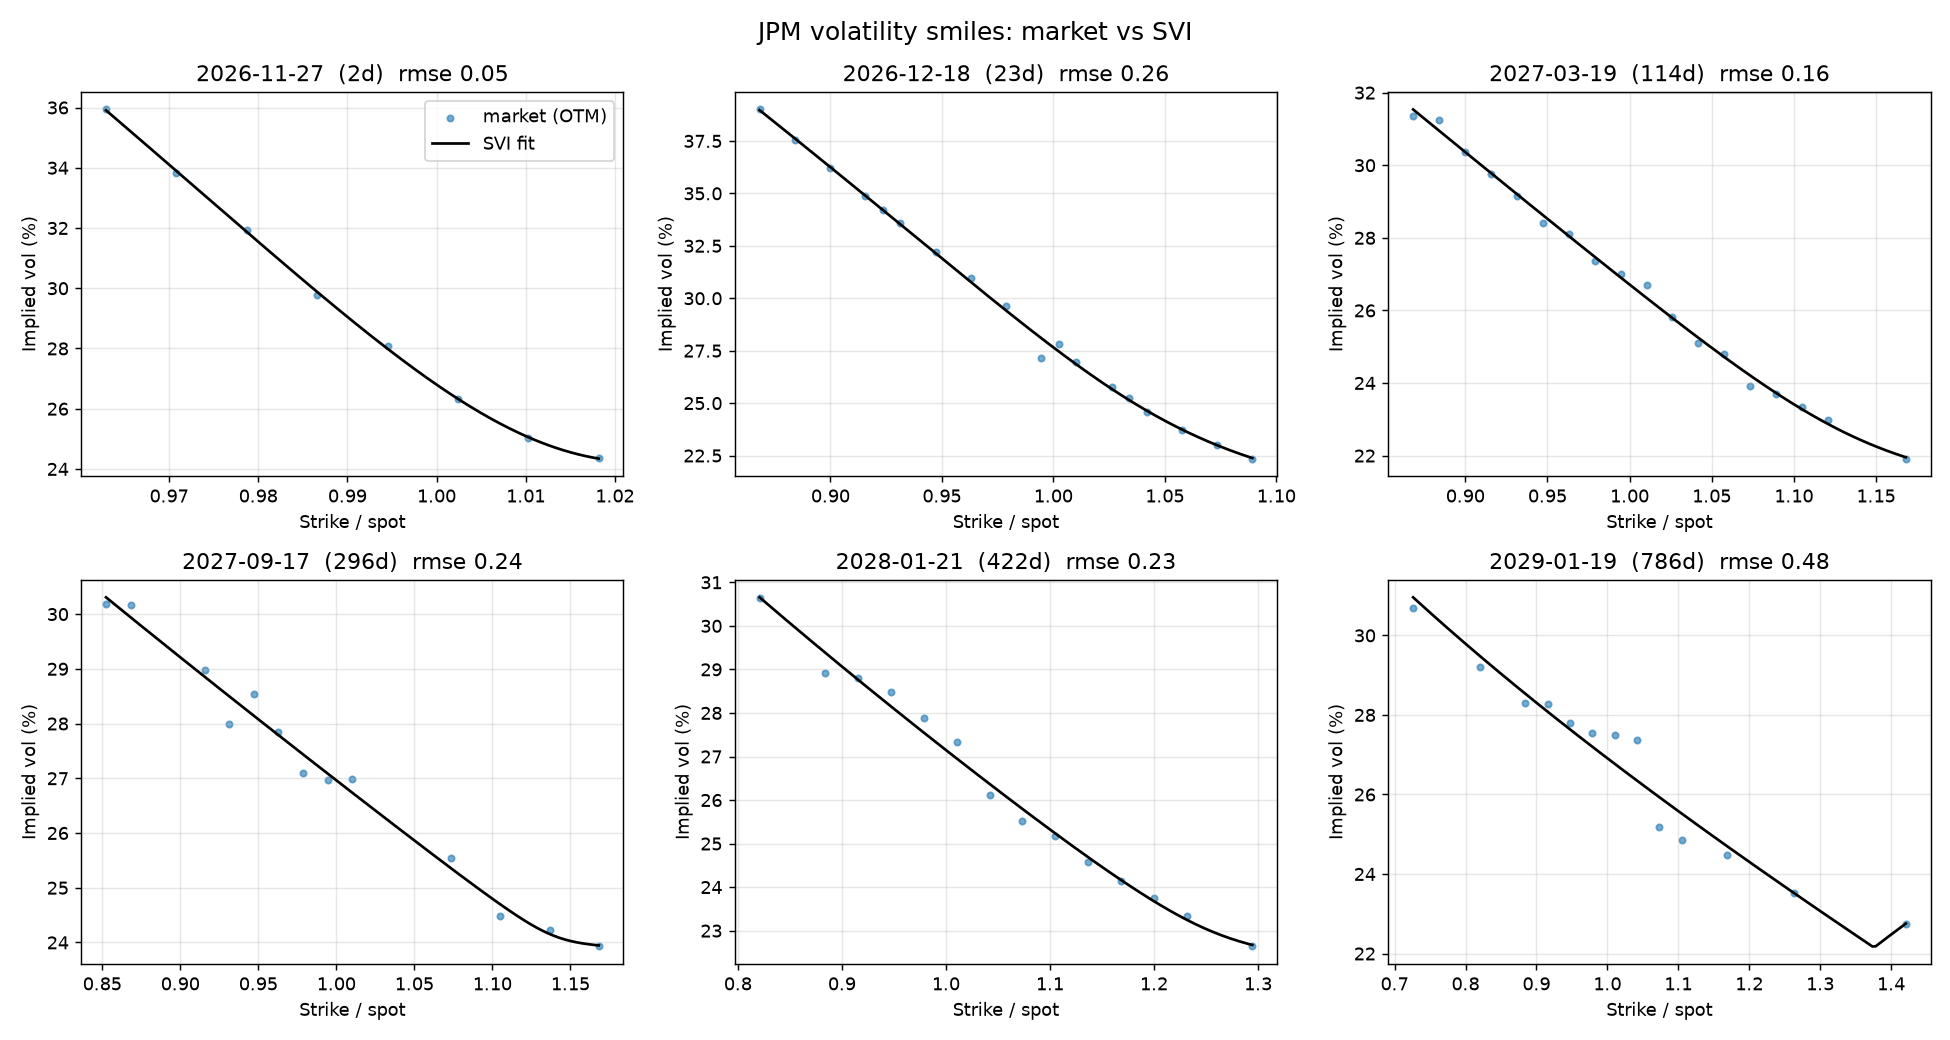 JPM volatility smiles: market vs SVI
2026-11-27 (2d) rmse 0.05
36
34
32
30
28
26
24
Implied vol (%)
market (OTM)
SVI fit
0.97 0.98 0.99 1.00 1.01 1.02
Strike / spot
2026-12-18 (23d) rmse 0.26
37.5
35.0
32.5
30.0
27.5
25.0
22.5
Implied vol (%)
0.90 0.95 1.00 1.05 1.10
Strike / spot
2027-03-19 (114d) rmse 0.16
32
30
28
26
24
22
Implied vol (%)
0.90 0.95 1.00 1.05 1.10 1.15
Strike / spot
2027-09-17 (296d) rmse 0.24
30
29
28
27
26
25
24
Implied vol (%)
0.85 0.90 0.95 1.00 1.05 1.10 1.15
Strike / spot
2028-01-21 (422d) rmse 0.23
31
30
29
28
27
26
25
24
23
Implied vol (%)
0.8 0.9 1.0 1.1 1.2 1.3
Strike / spot
2029-01-19 (786d) rmse 0.48
30
28
26
24
22
Implied vol (%)
0.7 0.8 0.9 1.0 1.1 1.2 1.3 1.4
Strike / spot